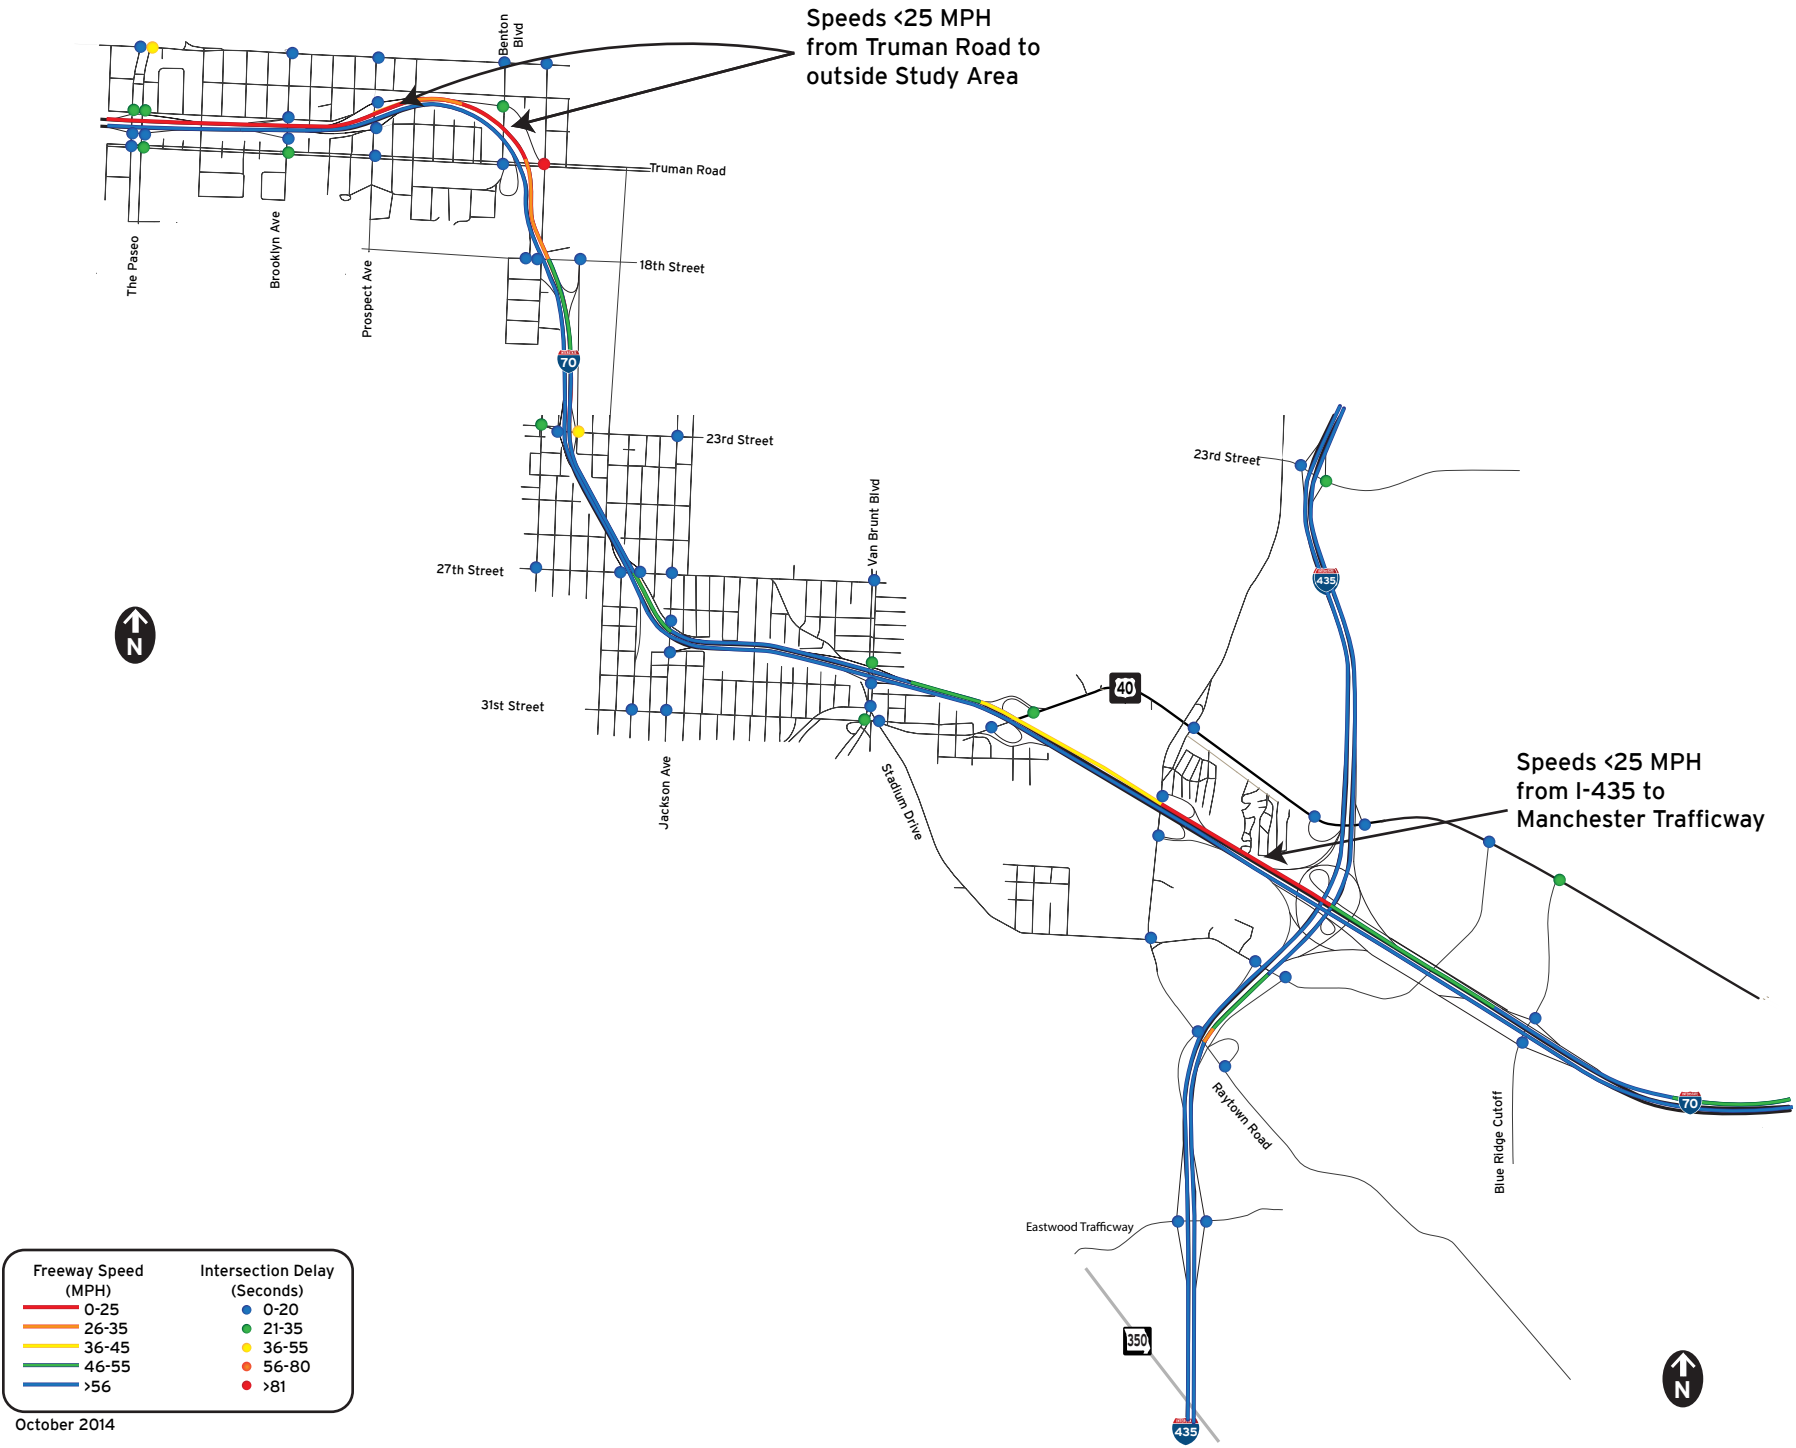 Speeds <25 MPH
from Truman Road to
outside Study Area
Benton
Blvd
Truman Road
The Paseo
Brooklyn Ave
Prospect Ave
18th Street
70
23rd Street
23rd Street
Van Brunt Blvd
27th Street
435
N
40
31st Street
Jackson Ave
Stadium Drive
Speeds <25 MPH
from I-435 to
Manchester Trafficway
70
Raytown Road
Blue Ridge Cutoff
Eastwood Trafficway
350
N
435
Freeway Speed
(MPH)
0-25
26-35
36-45
46-55
>56
Intersection Delay
(Seconds)
0-20
21-35
36-55
56-80
>81
October 2014